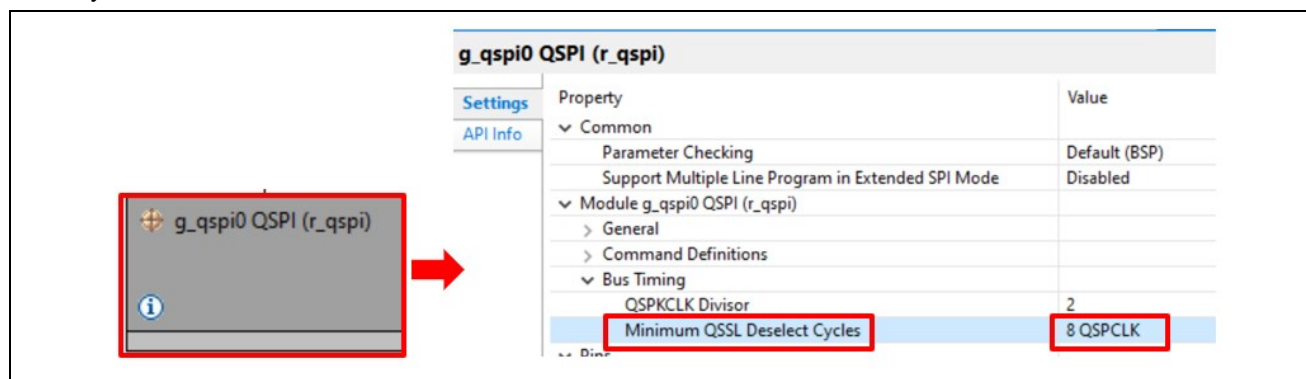 g_qspi0 QSPI (r_qspi)
Settings
API Info
Property Value
Common
Parameter Checking Default (BSP)
Support Multiple Line Program in Extended SPI Mode Disabled
Module g_qspi0 QSPI (r_qspi)
General
Command Definitions
Bus Timing
QSPKCLK Divisor 2
Minimum QSSL Deselect Cycles 8 QSPCLK
g_qspi0 QSPI (r_qspi)